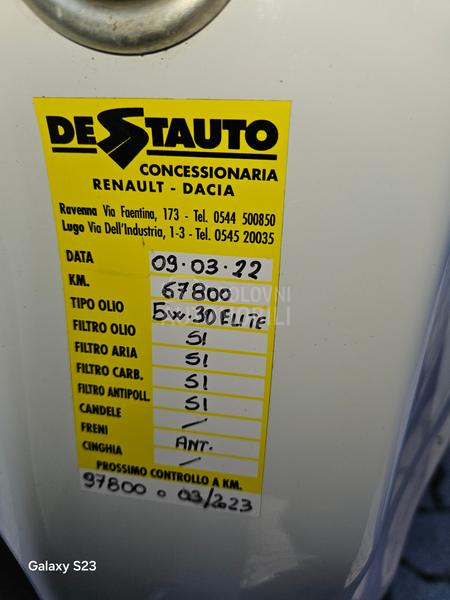 DESTAUTO
CONCESSIONARIA
RENAULT - DACIA
Ravenna Via Faentina, 173 - Tel. 0544 500850
Lugo Via Dell'Industria, 1-3 - Tel. 0545 20035
DATA 09.03.22
KM. 67800
TIPO OLIO 5W.30 ELITE
FILTRO OLIO SI
FILTRO ARIA SI
FILTRO CARB. SI
FILTRO ANTIPOLL. SI
CANDELE /
FRENI ANT.
CINGHIA /
PROSSIMO CONTROLLO A KM.
97800 o 03/2023
Galaxy S23